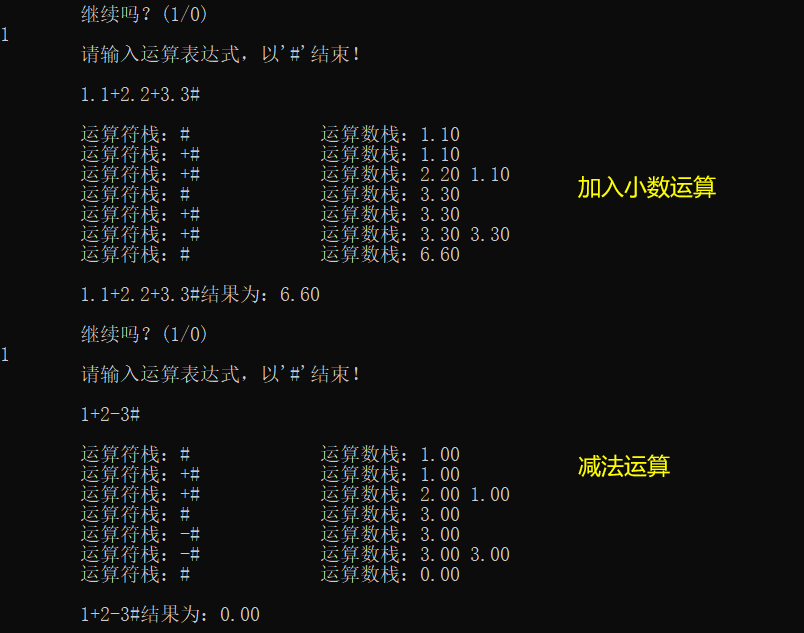 继续吗？(1/0)
1
请输入运算表达式，以'#'结束！
1.1+2.2+3.3#
运算符栈：# 运算数栈：1.10
运算符栈：+# 运算数栈：1.10
运算符栈：+# 运算数栈：2.20 1.10
加入小数运算
运算符栈：# 运算数栈：3.30
运算符栈：+# 运算数栈：3.30
运算符栈：+# 运算数栈：3.30 3.30
运算符栈：# 运算数栈：6.60
1.1+2.2+3.3#结果为：6.60
继续吗？(1/0)
1
请输入运算表达式，以'#'结束！
1+2-3#
运算符栈：# 运算数栈：1.00
减法运算
运算符栈：+# 运算数栈：1.00
运算符栈：+# 运算数栈：2.00 1.00
运算符栈：# 运算数栈：3.00
运算符栈：-# 运算数栈：3.00
运算符栈：-# 运算数栈：3.00 3.00
运算符栈：# 运算数栈：0.00
1+2-3#结果为：0.00